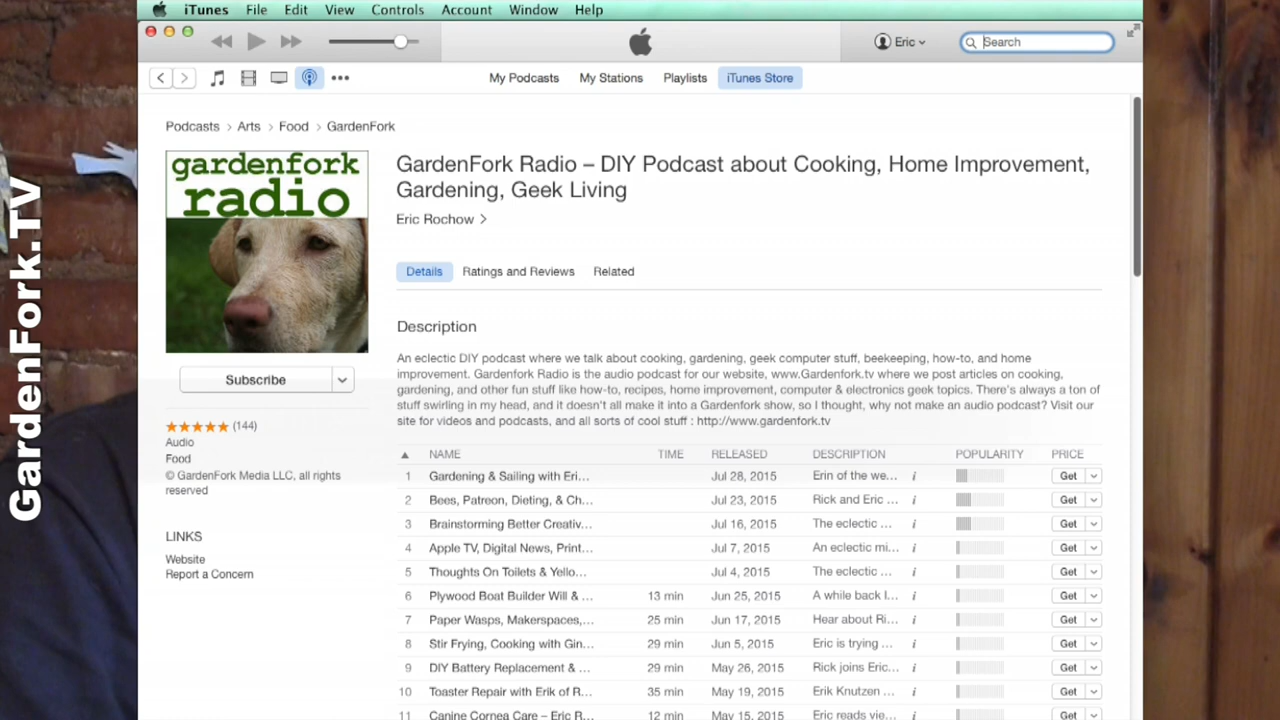 iTunes File Edit View Controls Account Window Help
Eric
Search
My Podcasts My Stations Playlists iTunes Store
Podcasts > Arts > Food > GardenFork
gardenfork
radio
GardenFork Radio – DIY Podcast about Cooking, Home Improvement,
Gardening, Geek Living
Eric Rochow >
Details Ratings and Reviews Related
Description
An eclectic DIY podcast where we talk about cooking, gardening, geek computer stuff, beekeeping, how-to, and home
improvement. Gardenfork Radio is the audio podcast for our website, www.Gardenfork.tv where we post articles on cooking,
gardening, and other fun stuff like how-to, recipes, home improvement, computer & electronics geek topics. There's always a ton of
stuff swirling in my head, and it doesn't all make it into a Gardenfork show, so I thought, why not make an audio podcast? Visit our
site for videos and podcasts, and all sorts of cool stuff : http://www.gardenfork.tv
Subscribe
★★★★★ (144)
Audio
Food
© GardenFork Media LLC, all rights
reserved
LINKS
Website
Report a Concern
NAME TIME RELEASED DESCRIPTION POPULARITY PRICE
1 Gardening & Sailing with Eri... Jul 28, 2015 Erin of the we... i Get
2 Bees, Patreon, Dieting, & Ch... Jul 23, 2015 Rick and Eric ... i Get
3 Brainstorming Better Creativ... Jul 16, 2015 The eclectic ... i Get
4 Apple TV, Digital News, Print... Jul 7, 2015 An eclectic mi... i Get
5 Thoughts On Toilets & Yello... Jul 4, 2015 The eclectic ... i Get
6 Plywood Boat Builder Will & ... 13 min Jun 25, 2015 A while back I... i Get
7 Paper Wasps, Makerspaces,... 25 min Jun 17, 2015 Hear about Ri... i Get
8 Stir Frying, Cooking with Gin... 29 min Jun 5, 2015 Eric is trying ... i Get
9 DIY Battery Replacement & ... 29 min May 26, 2015 Rick joins Eric... i Get
10 Toaster Repair with Erik of R... 35 min May 19, 2015 Erik Knutzen ... i Get
11 Canine Cornea Care – Eric R... 12 min May 15, 2015 Eric reads vie... i Get
GardenFork.TV